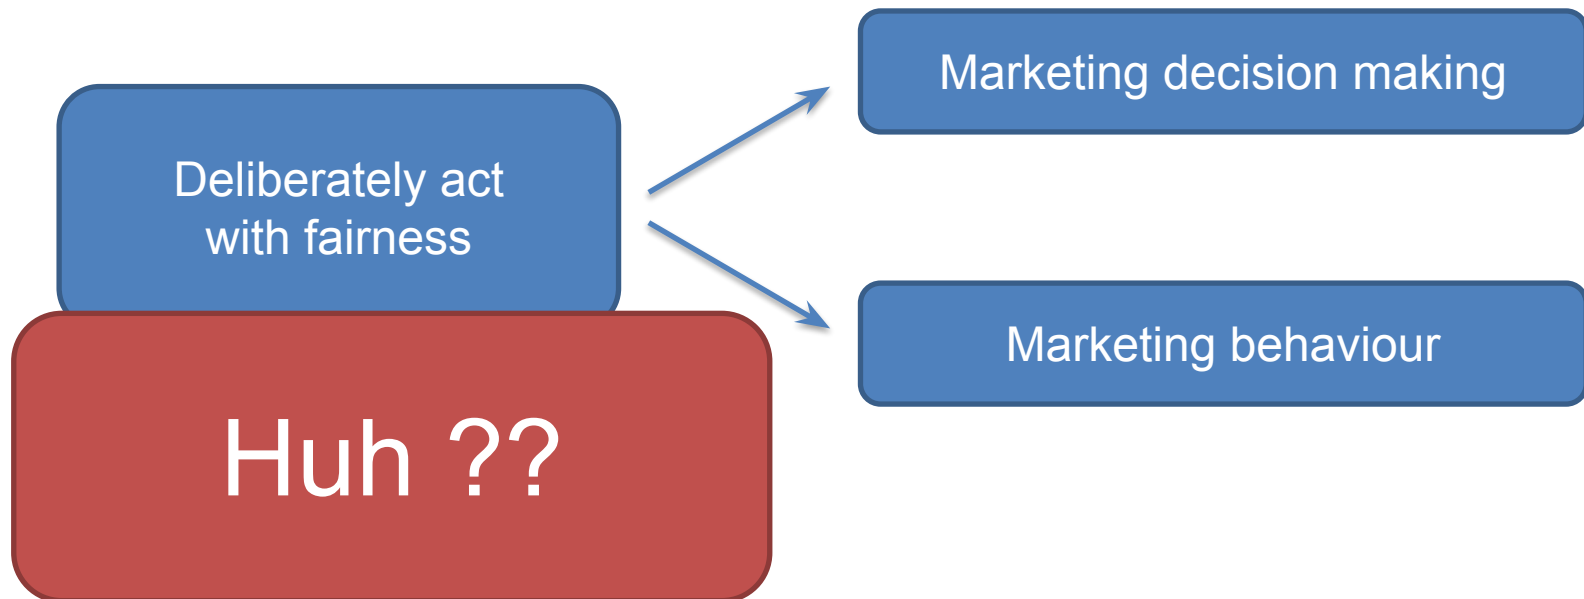 Marketing decision making
Deliberately act
with fairness
Marketing behaviour
Huh ??